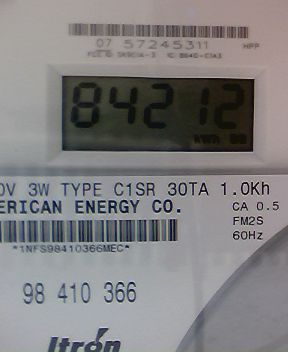 07 57245311
HPP
84212
kWh
0V 3W TYPE C1SR 30TA 1.0Kh
ERICAN ENERGY CO.
CA 0.5
FM2S
60Hz
*1NFS98410366MEC*
98 410 366
Itron